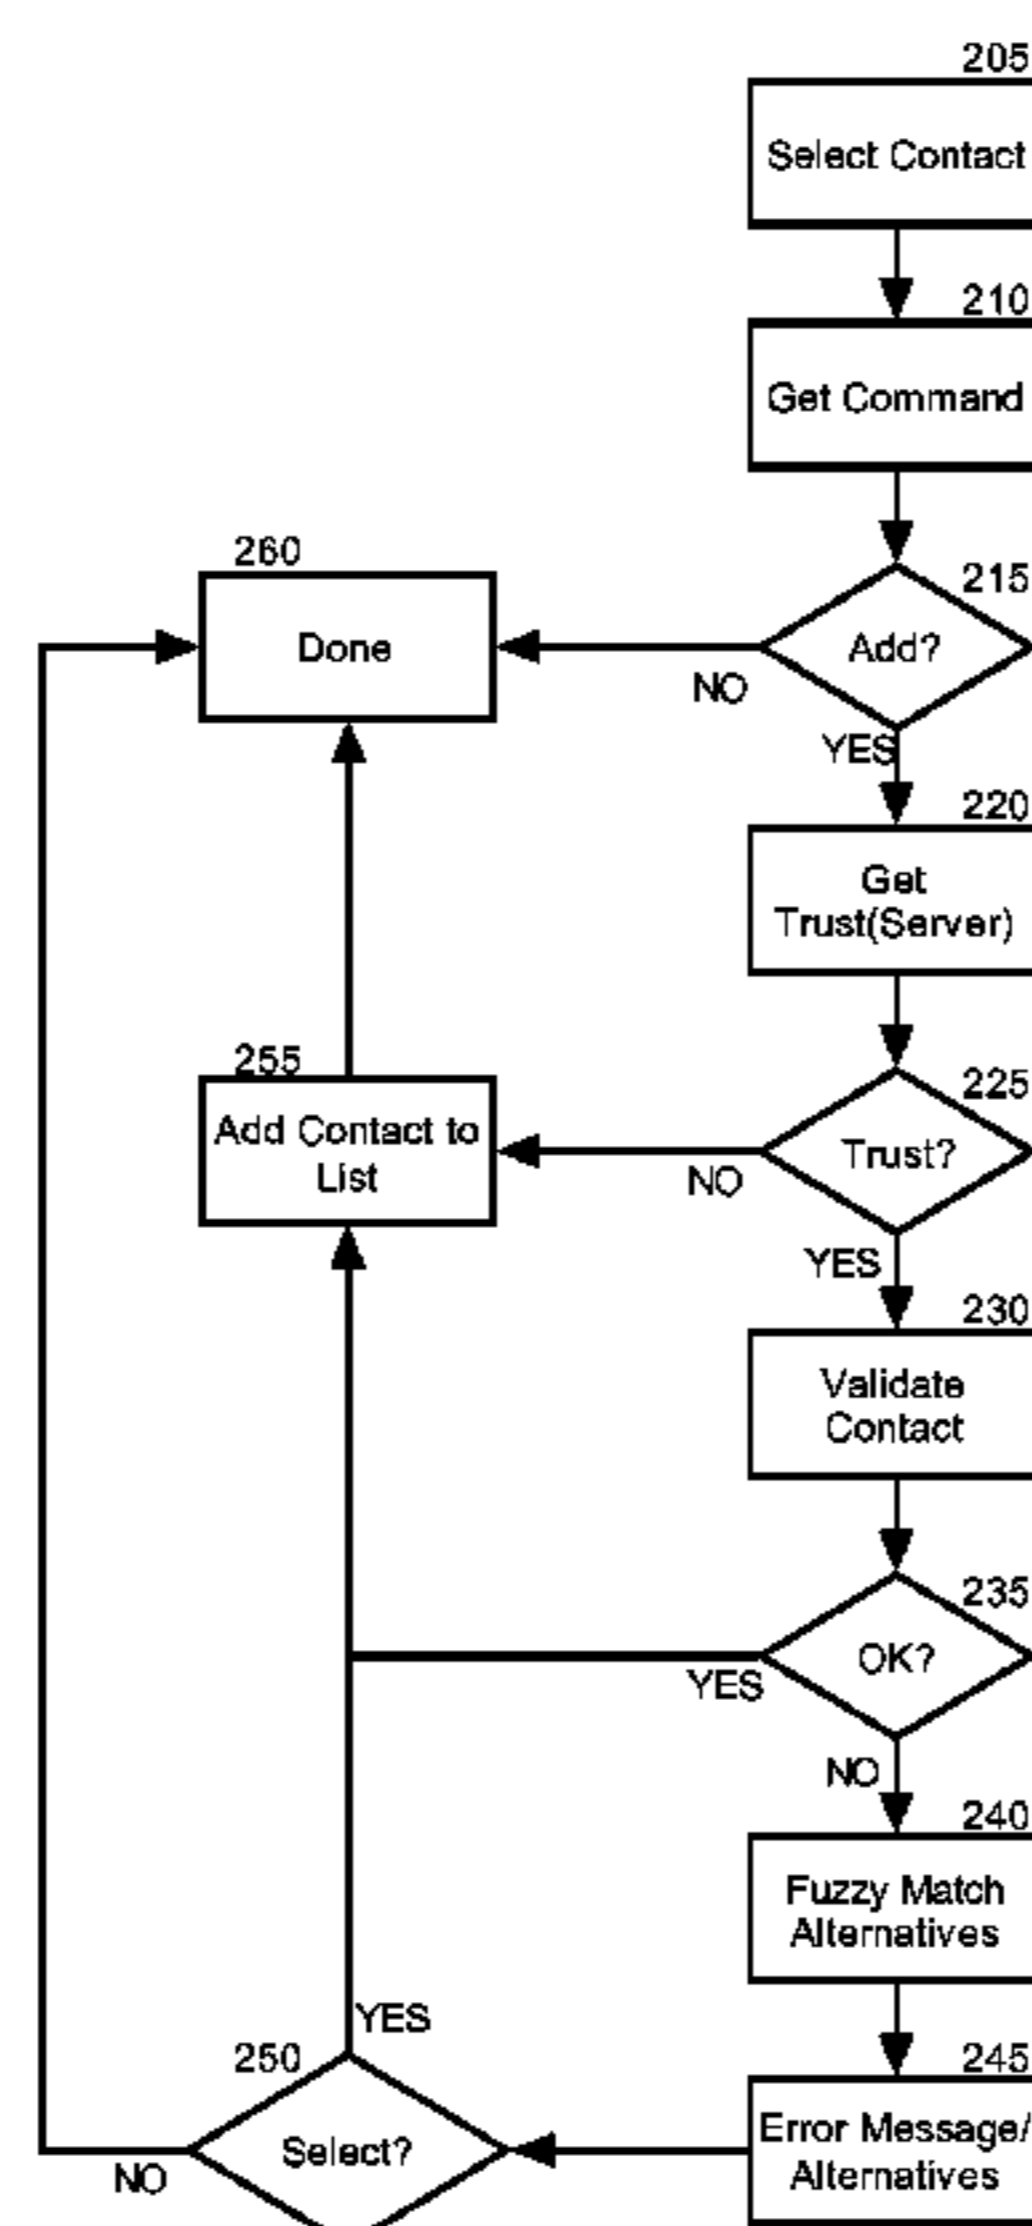 205
Select Contact
210
Get Command
260
Done
215
Add?
NO
YES
220
Get
Trust(Server)
255
Add Contact to
List
225
Trust?
NO
YES
230
Validate
Contact
235
OK?
YES
NO
240
Fuzzy Match
Alternatives
YES
250
Select?
NO
245
Error Message/
Alternatives